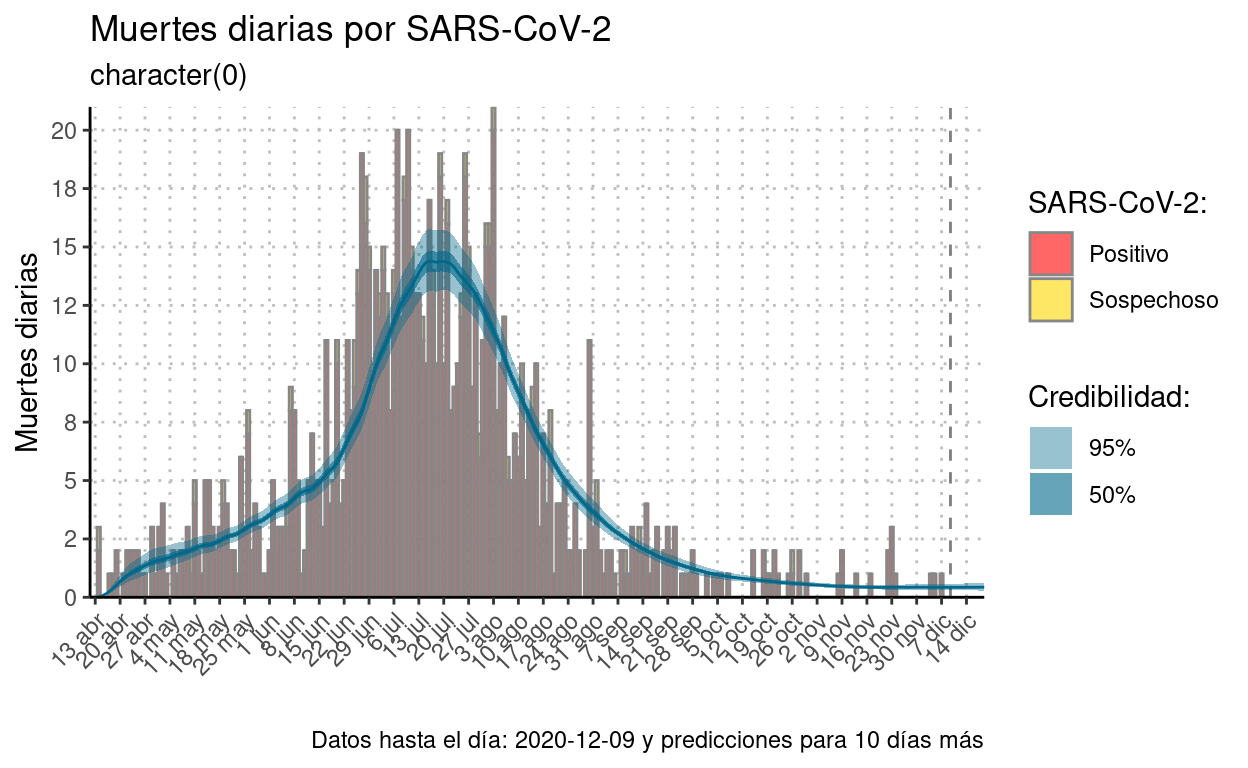 Muertes diarias por SARS-CoV-2
character(0)
Muertes diarias
20
18
15
12
10
8
5
2
0
13 abr
20 abr
27 abr
4 may
11 may
18 may
25 may
1 jun
8 jun
15 jun
22 jun
29 jun
6 jul
13 jul
20 jul
27 jul
3 ago
10 ago
17 ago
24 ago
31 ago
7 sep
14 sep
21 sep
28 sep
5 oct
12 oct
19 oct
26 oct
2 nov
9 nov
16 nov
23 nov
30 nov
7 dic
14 dic
SARS-CoV-2:
Positivo
Sospechoso
Credibilidad:
95%
50%
Datos hasta el día: 2020-12-09 y predicciones para 10 días más